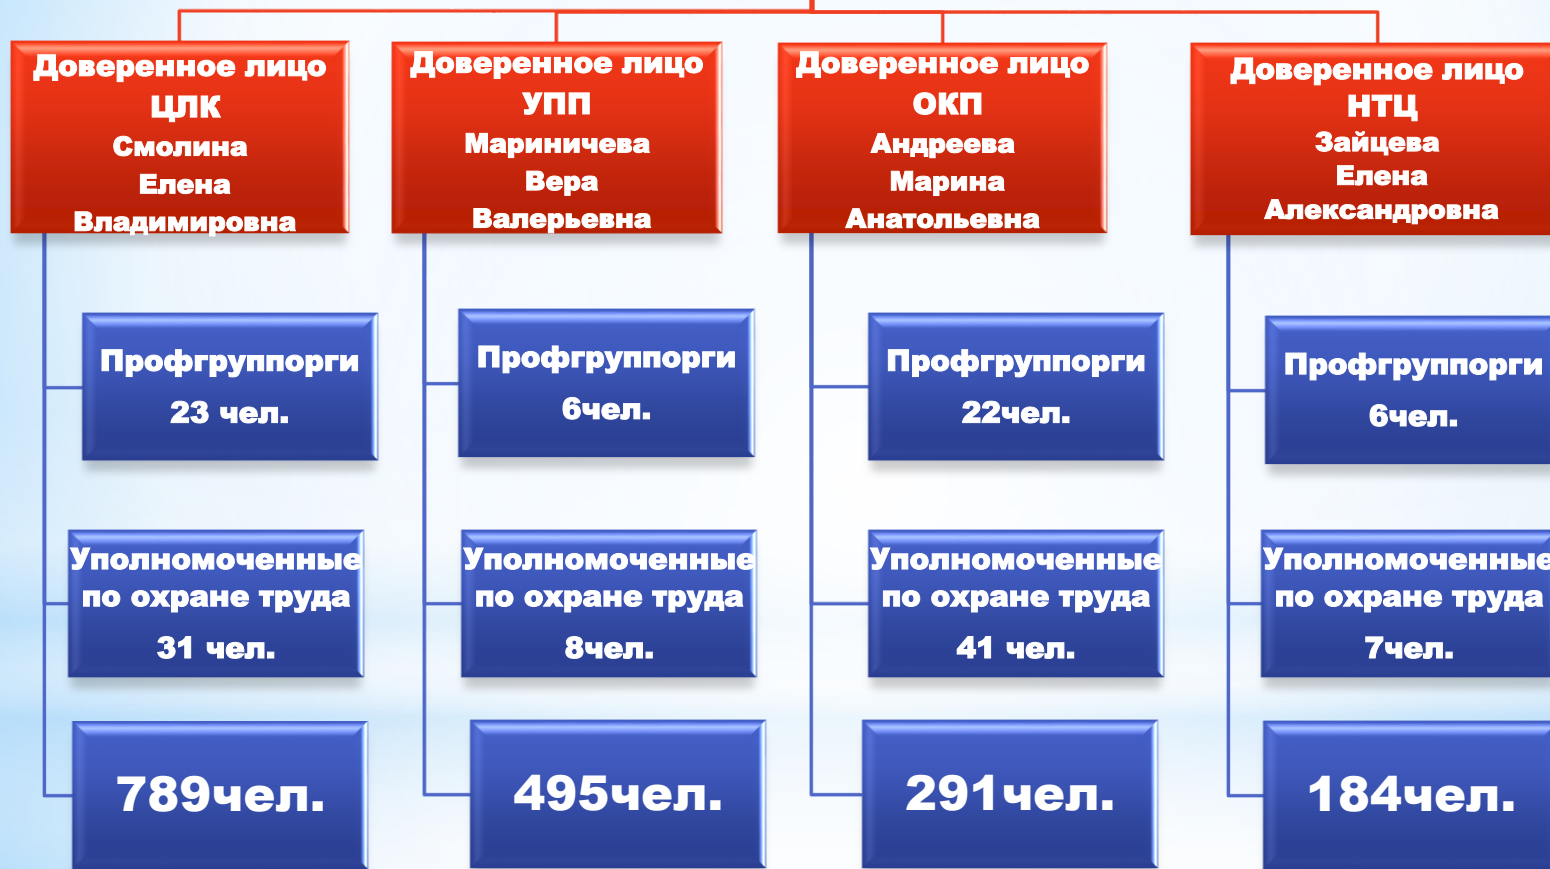 Доверенное лицо
ЦЛК
Смолина
Елена
Владимировна
Доверенное лицо
УПП
Мариничева
Вера
Валерьевна
Доверенное лицо
ОКП
Андреева
Марина
Анатольевна
Доверенное лицо
НТЦ
Зайцева
Елена
Александровна
Профгруппорги
23 чел.
Профгруппорги
6чел.
Профгруппорги
22чел.
Профгруппорги
6чел.
Уполномоченные
по охране труда
31 чел.
Уполномоченные
по охране труда
8чел.
Уполномоченные
по охране труда
41 чел.
Уполномоченные
по охране труда
7чел.
789чел.
495чел.
291чел.
184чел.